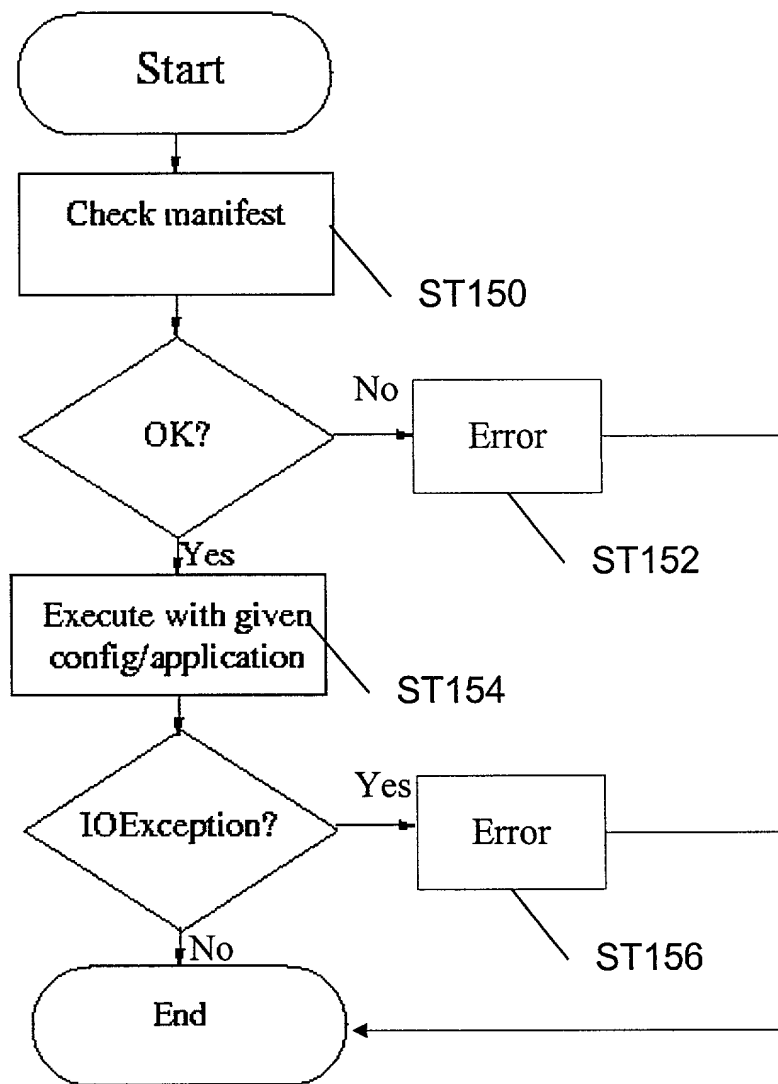 Start
Check manifest
ST150
OK?
No
Error
ST152
Yes
Execute with given
config/application
ST154
IOException?
Yes
Error
ST156
No
End